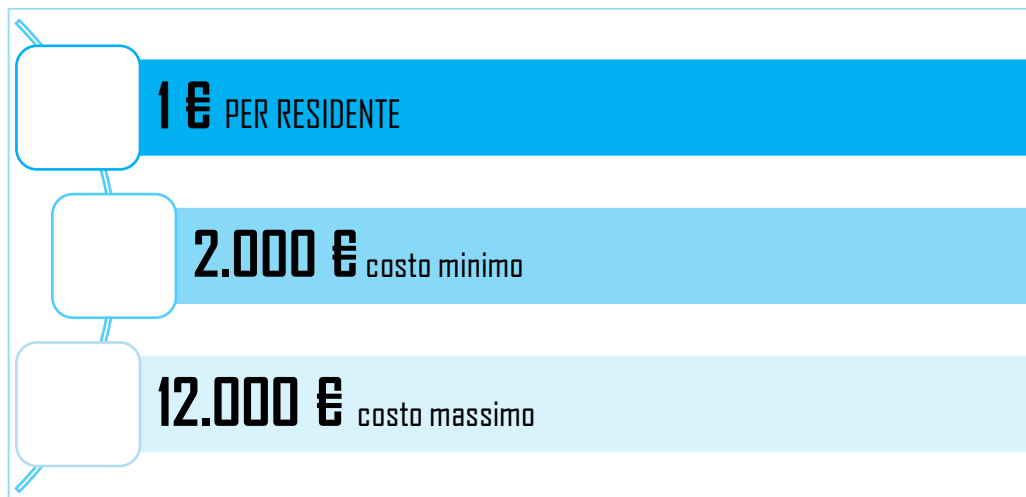 1 € PER RESIDENTE
2.000 € costo minimo
12.000 € costo massimo